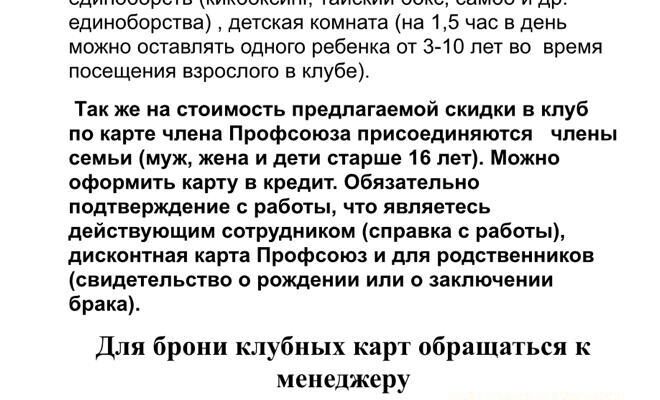 единоборств (кикбоксинг, тайский бокс, самбо и др.
единоборства) , детская комната (на 1,5 час в день
можно оставлять одного ребенка от 3-10 лет во время
посещения взрослого в клубе).
Так же на стоимость предлагаемой скидки в клуб
по карте члена Профсоюза присоединяются члены
семьи (муж, жена и дети старше 16 лет). Можно
оформить карту в кредит. Обязательно
подтверждение с работы, что являетесь
действующим сотрудником (справка с работы),
дисконтная карта Профсоюз и для родственников
(свидетельство о рождении или о заключении
брака).
Для брони клубных карт обращаться к
менеджеру